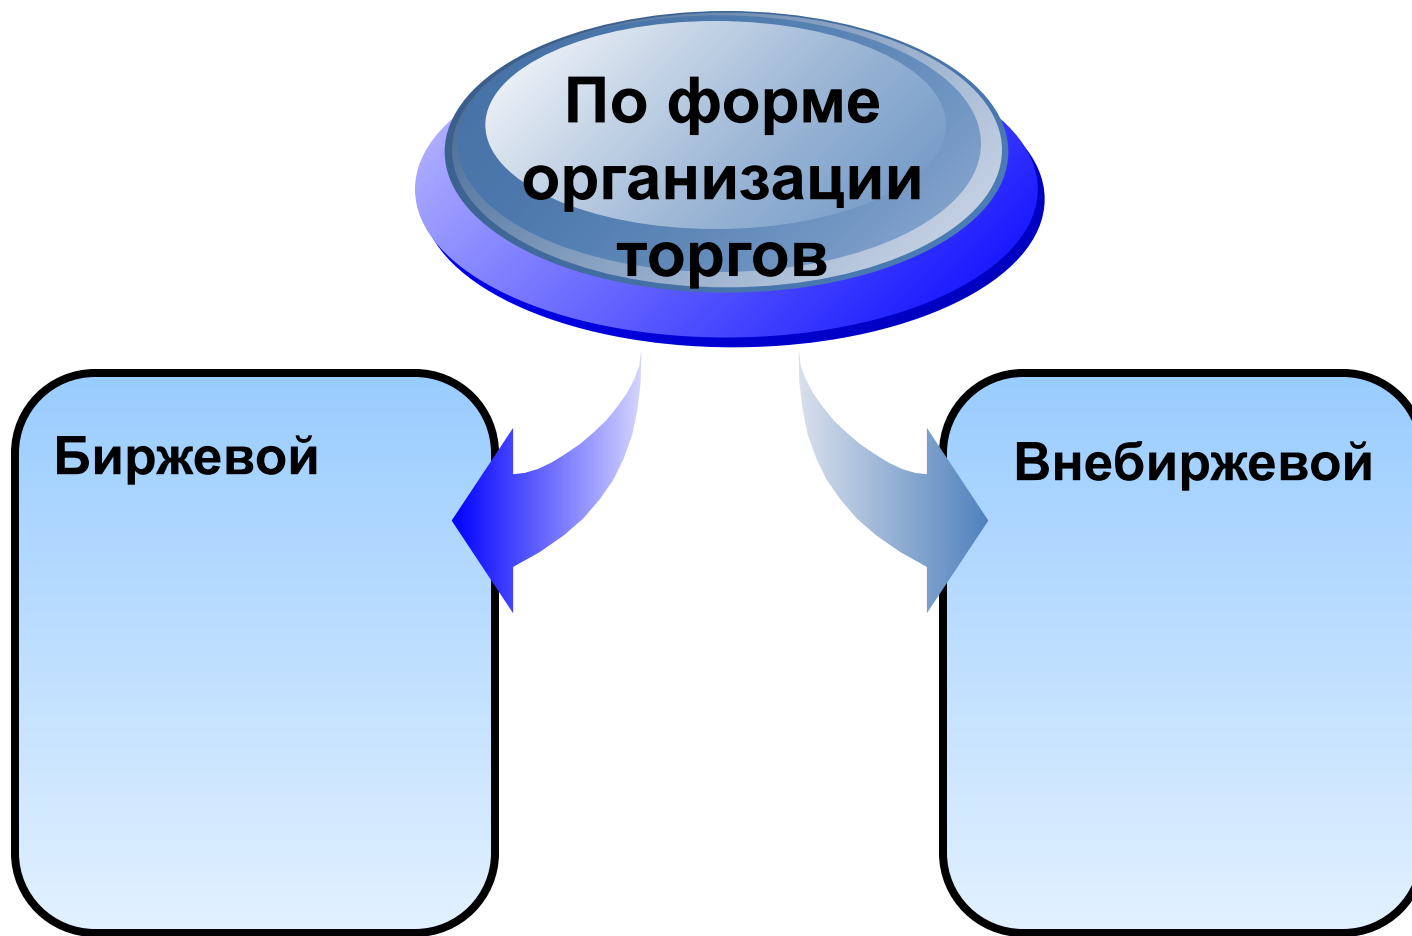 По форме
организации
торгов
Биржевой
Внебиржевой